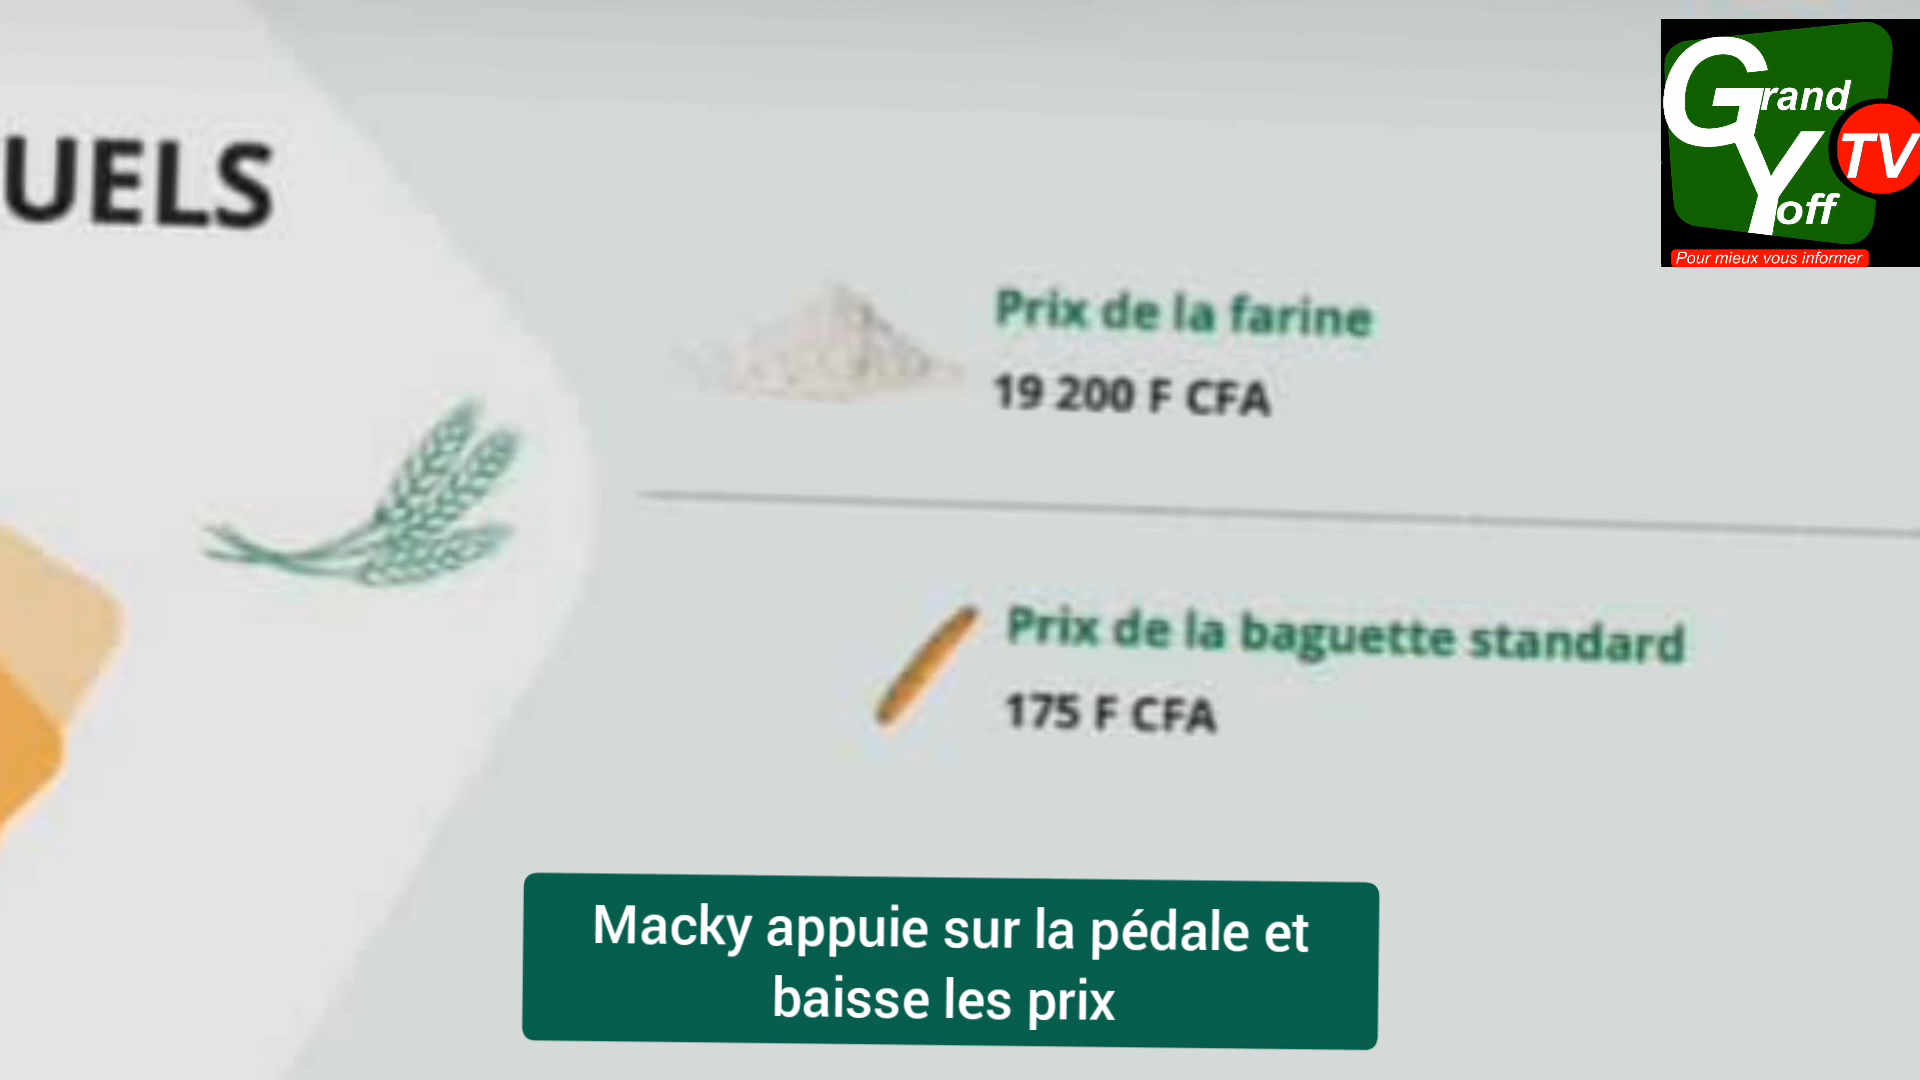 UELS
Prix de la farine
19 200 F CFA
Prix de la baguette standard
175 F CFA
Macky appuie sur la pédale et
baisse les prix
Grand
Yoff
TV
Pour mieux vous informer